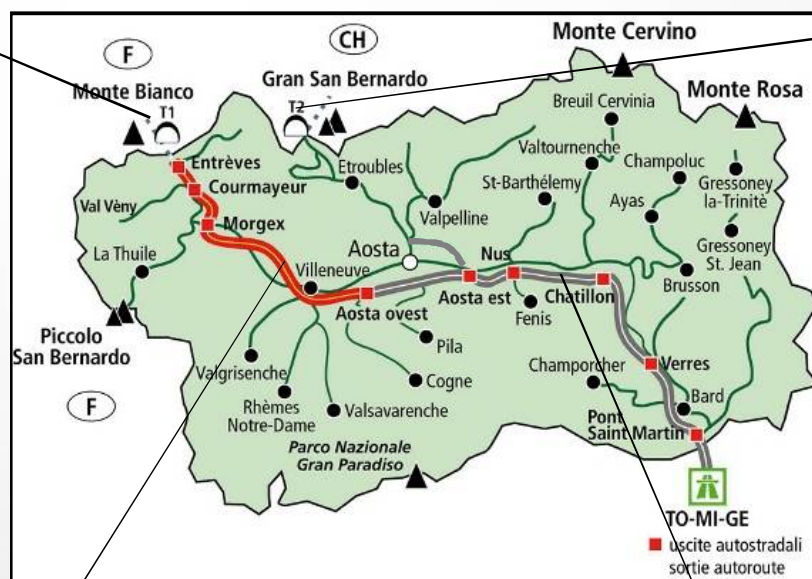 F
CH
Monte Cervino
Monte Bianco
T1
Gran San Bernardo
T2
Monte Rosa
Breuil Cervinia
Entrèves
Etroubles
Valtournenche
Champoluc
Courmayeur
St-Barthélemy
Gressoney
la-Trinitè
Val Vèny
Valpelline
Ayas
Morgex
Gressoney
St. Jean
La Thuile
Aosta
Nus
Villeneuve
Brusson
Aosta ovest
Aosta est
Chatillon
Fenis
Piccolo
San Bernardo
Pila
Valgrisenche
Cogne
Champorcher
Verres
F
Rhèmes
Notre-Dame
Valsavarenche
Bard
Pont
Saint Martin
Parco Nazionale
Gran Paradiso
TO-MI-GE
uscite autostradali
sortie autoroute